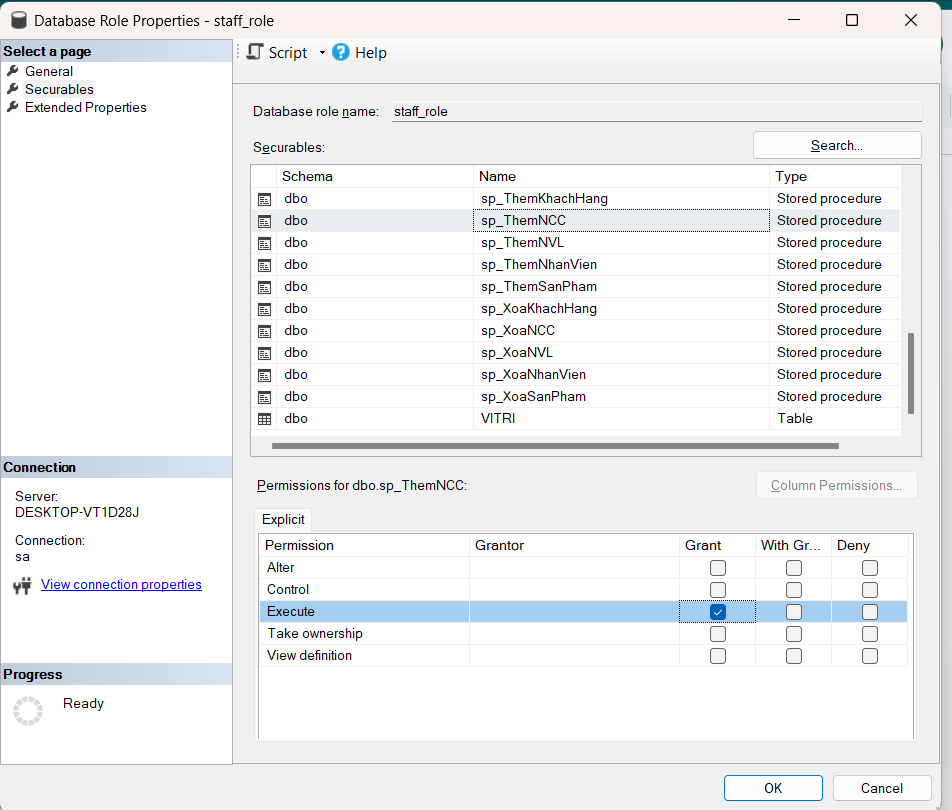 Database Role Properties - staff_role
Select a page
General
Securables
Extended Properties
Script
Help
Database role name: staff_role
Securables:
Search...
Schema Name Type
dbo sp_ThemKhachHang Stored procedure
dbo sp_ThemNCC Stored procedure
dbo sp_ThemNVL Stored procedure
dbo sp_ThemNhanVien Stored procedure
dbo sp_ThemSanPham Stored procedure
dbo sp_XoaKhachHang Stored procedure
dbo sp_XoaNCC Stored procedure
dbo sp_XoaNVL Stored procedure
dbo sp_XoaNhanVien Stored procedure
dbo sp_XoaSanPham Stored procedure
dbo VITRI Table
Connection
Server:
DESKTOP-VT1D28J
Connection:
sa
View connection properties
Progress
Ready
Permissions for dbo.sp_ThemNCC:
Column Permissions...
Explicit
Permission Grantor Grant With Gr... Deny
Alter
Control
Execute
Take ownership
View definition
OK
Cancel